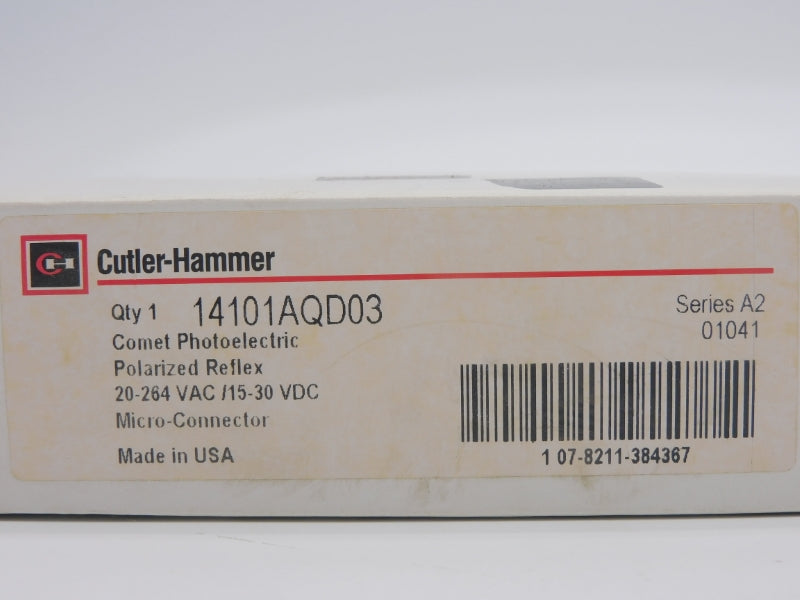 CH
Cutler-Hammer
Qty 1 14101AQD03
Series A2
01041
Comet Photoelectric
Polarized Reflex
20-264 VAC /15-30 VDC
Micro-Connector
Made in USA
1 07-8211-384367